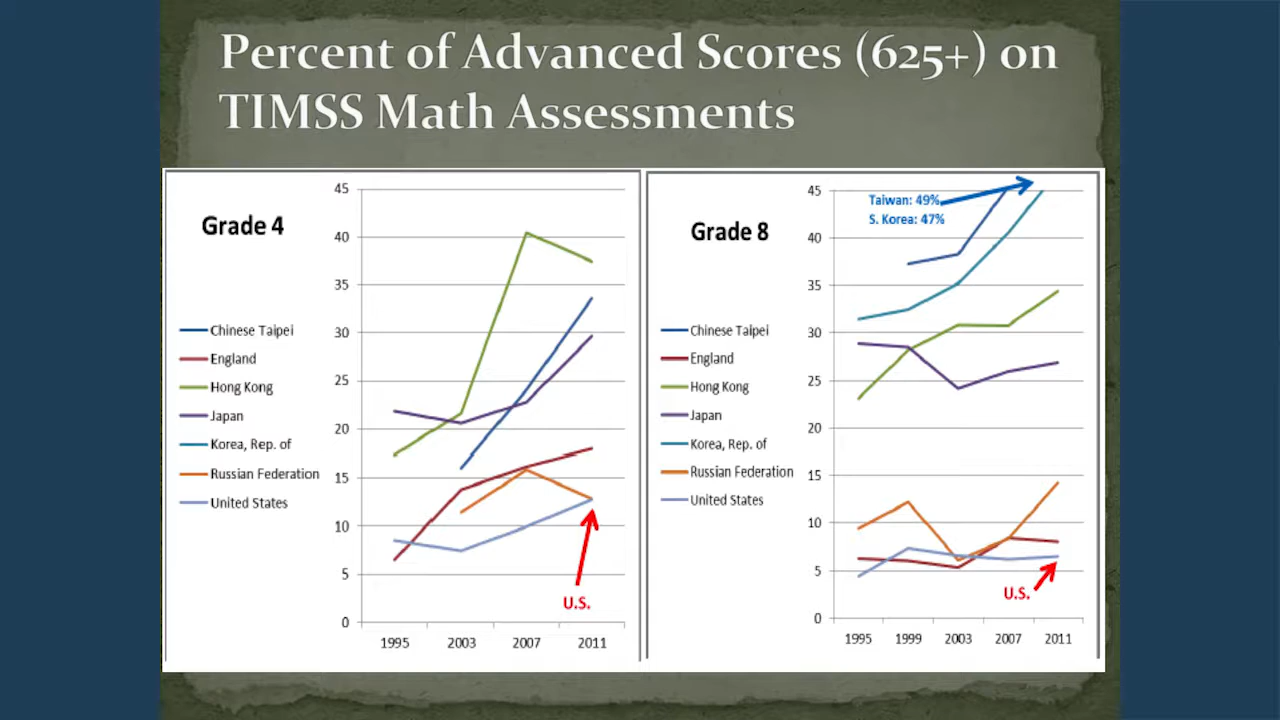 Percent of Advanced Scores (625+) on
TIMSS Math Assessments
Grade 4
45
40
35
30
25
20
15
10
5
0
Chinese Taipei
England
Hong Kong
Japan
Korea, Rep. of
Russian Federation
United States
U.S.
1995 2003 2007 2011
Grade 8
45
40
35
30
25
20
15
10
5
0
Taiwan: 49%
S. Korea: 47%
Chinese Taipei
England
Hong Kong
Japan
Korea, Rep. of
Russian Federation
United States
U.S.
1995 1999 2003 2007 2011